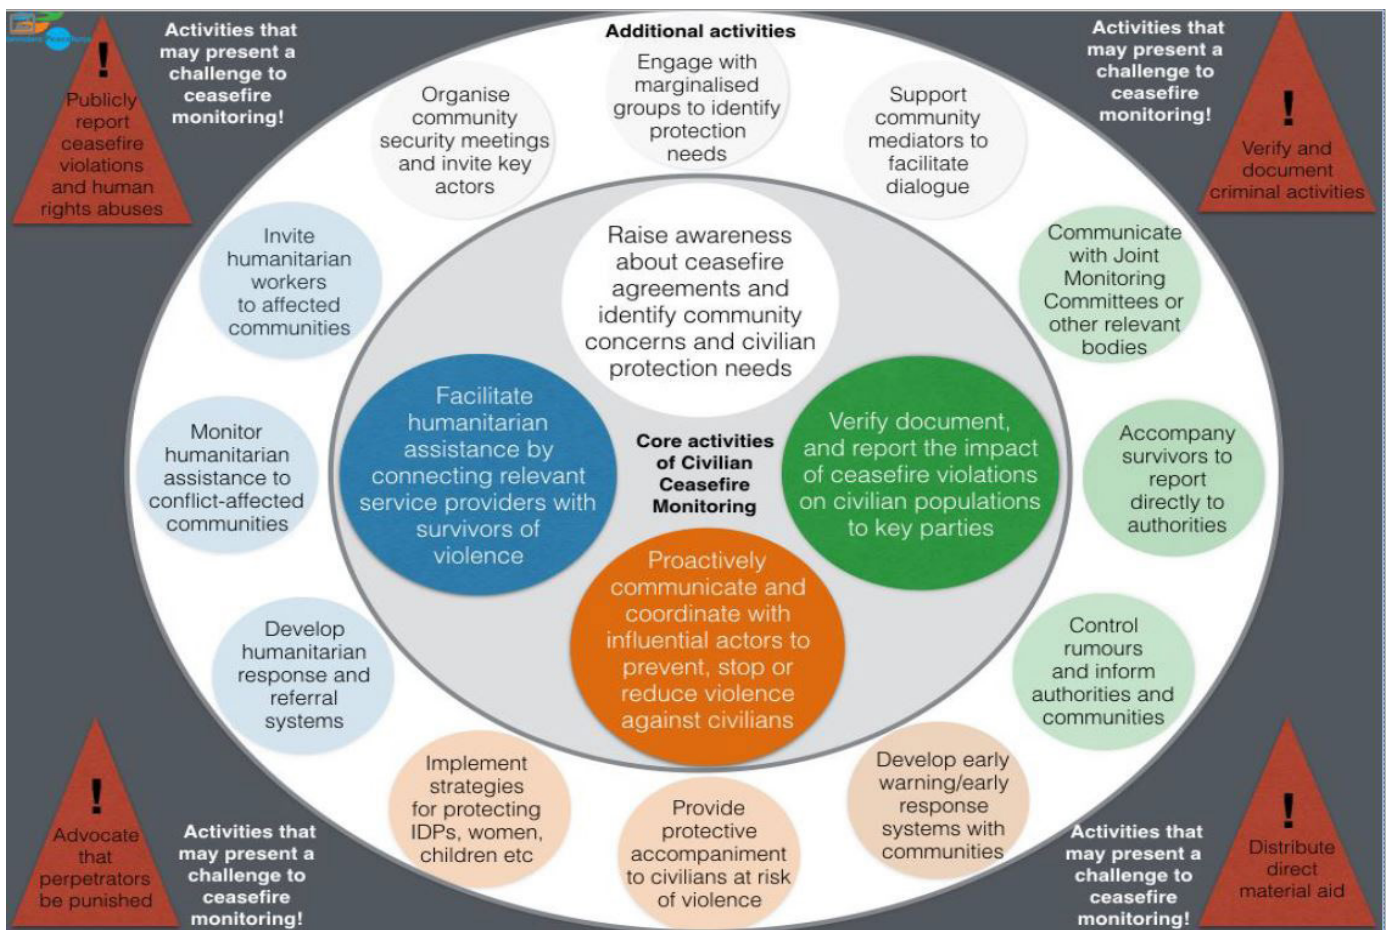 Activities that
may present a
challenge to
ceasefire
monitoring!
!
Publicly
report
ceasefire
violations
and human
rights abuses
Additional activities
Engage with
marginalised
groups to identify
protection
needs
Organise
community
security meetings
and invite key
actors
Support
community
mediators to
facilitate
dialogue
Activities that
may present a
challenge to
ceasefire
monitoring!
!
Verify and
document
criminal activities
Invite
humanitarian
workers
to affected
communities
Raise awareness
about ceasefire
agreements and
identify community
concerns and civilian
protection needs
Communicate
with Joint
Monitoring
Committees or
other relevant
bodies
Monitor
humanitarian
assistance to
conflict-affected
communities
Facilitate
humanitarian
assistance by
connecting relevant
service providers with
survivors of
violence
Core activities
of Civilian
Ceasefire
Monitoring
Verify document,
and report the impact
of ceasefire violations
on civilian populations
to key parties
Accompany
survivors to
report
directly to
authorities
Proactively
communicate and
coordinate with
influential actors to
prevent, stop or
reduce violence
against civilians
Develop
humanitarian
response and
referral
systems
Control
rumours
and inform
authorities and
communities
Implement
strategies
for protecting
IDPs, women,
children etc
Provide
protective
accompaniment
to civilians at risk
of violence
Develop early
warning/early
response
systems with
communities
!
Advocate
that
perpetrators
be punished
Activities that
may present a
challenge to
ceasefire
monitoring!
Activities that
may present a
challenge to
ceasefire
monitoring!
!
Distribute
direct
material aid